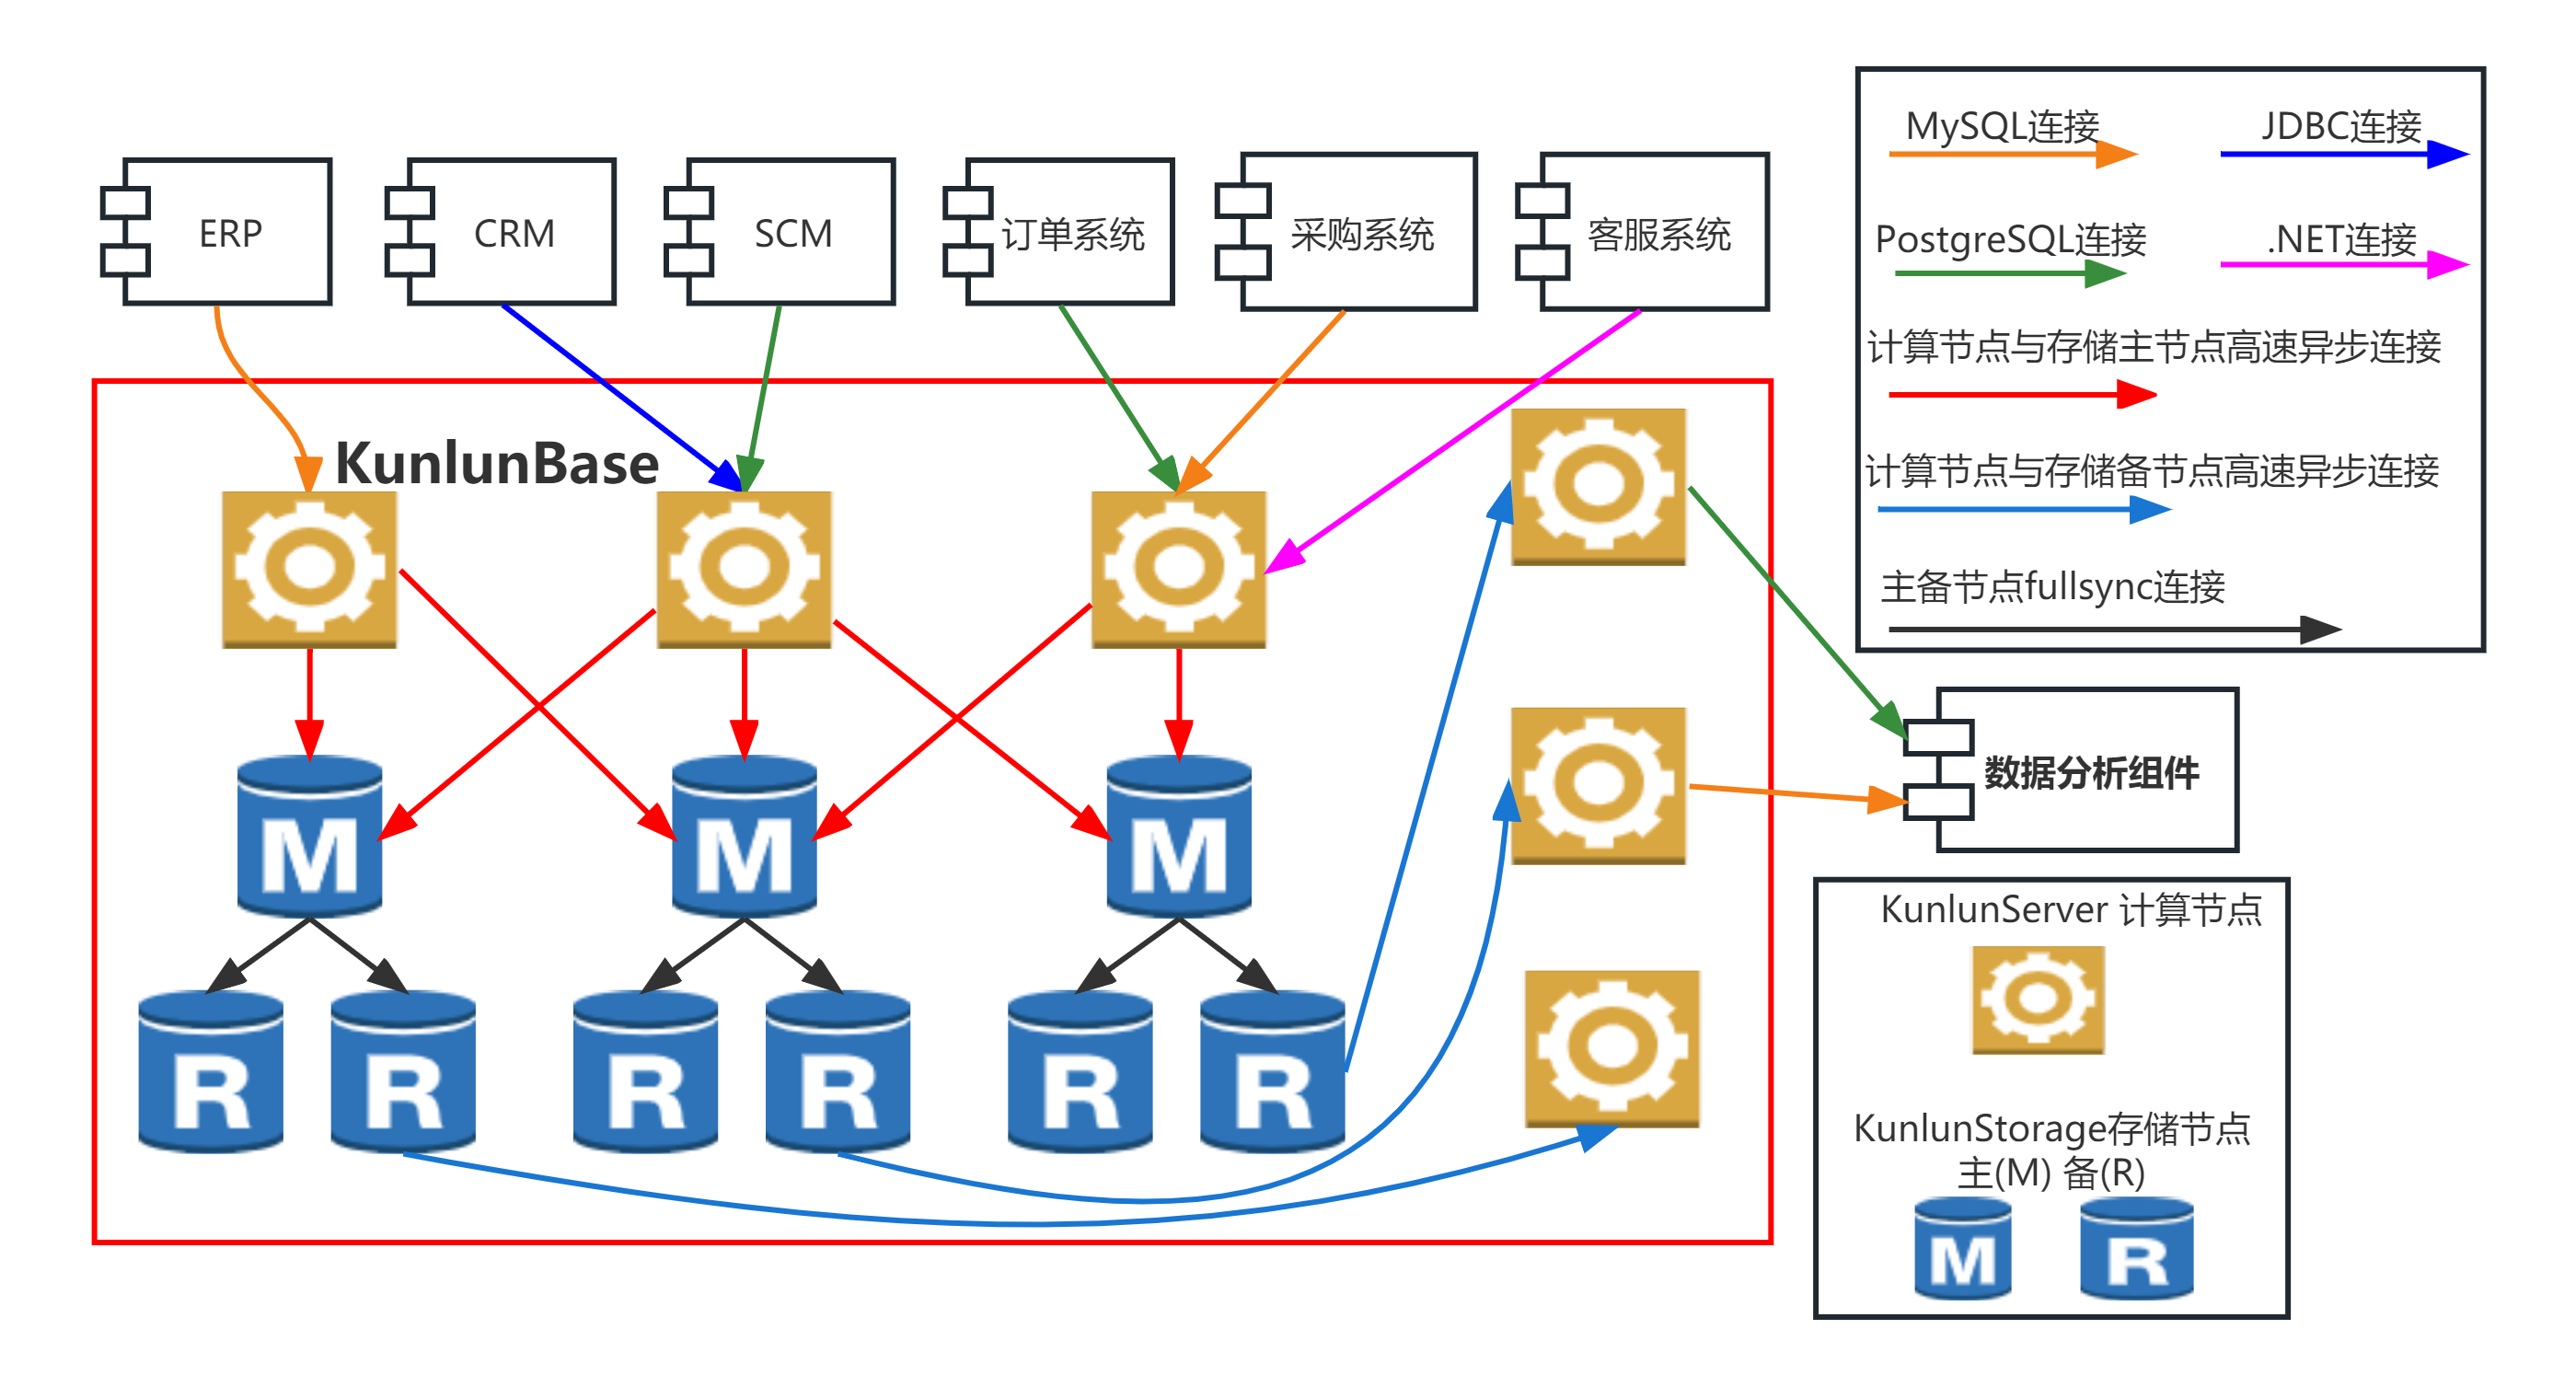 MySQL连接
JDBC连接
ERP
CRM
SCM
订单系统
采购系统
客服系统
PostgreSQL连接
.NET连接
计算节点与存储主节点高速异步连接
KunlunBase
计算节点与存储备节点高速异步连接
主备节点fullsync连接
数据分析组件
M
M
M
KunlunServer 计算节点
R
R
R
R
R
R
KunlunStorage存储节点
主(M) 备(R)
M
R